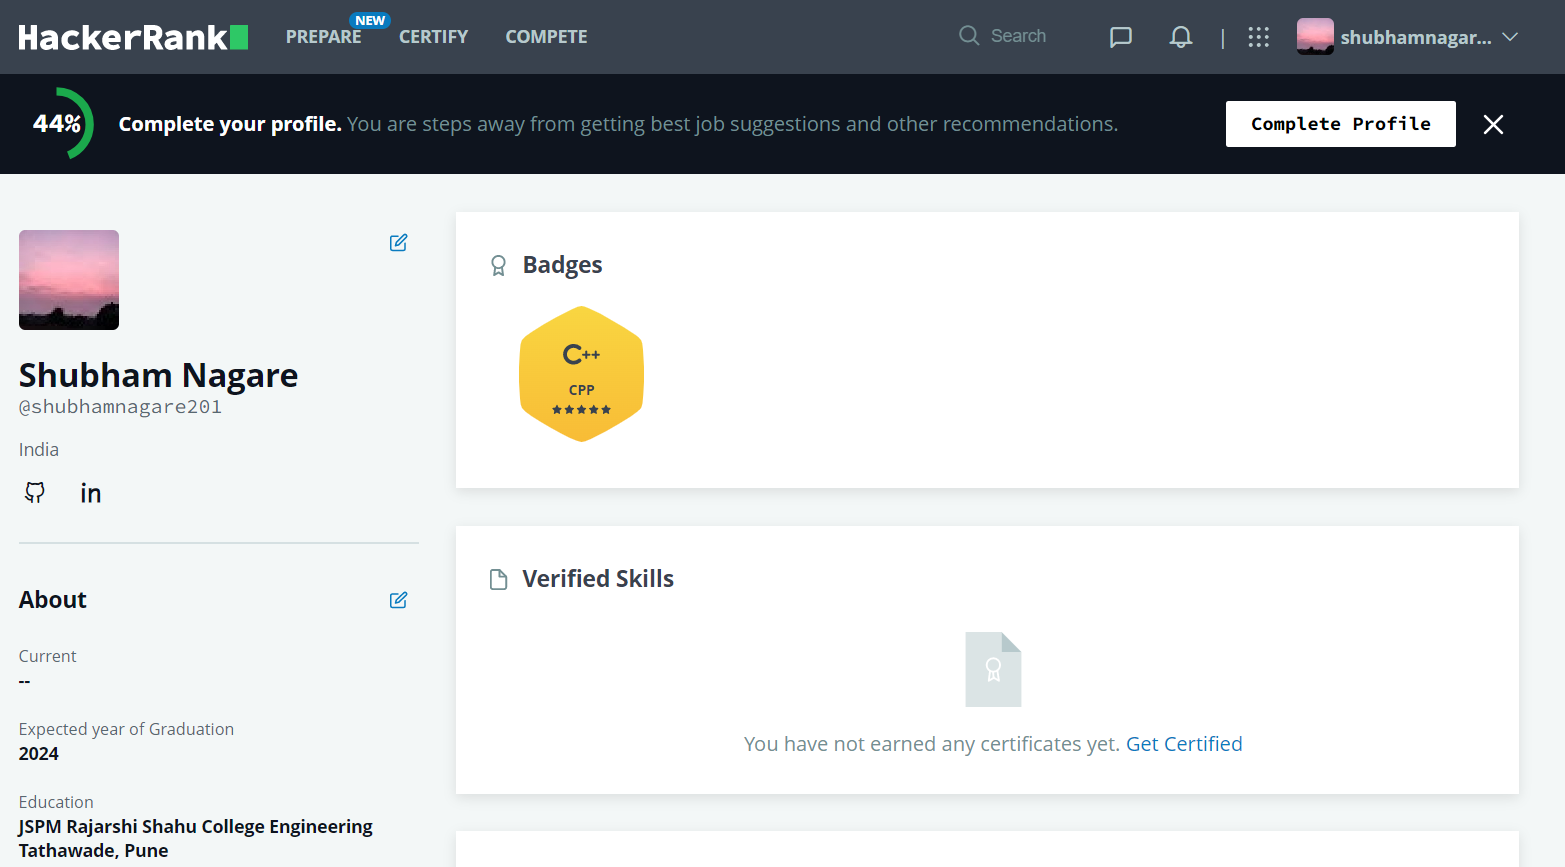 HackerRank PREPARE NEW CERTIFY COMPETE Search | shubhamnagar...
44% Complete your profile. You are steps away from getting best job suggestions and other recommendations. Complete Profile
Shubham Nagare
@shubhamnagare201
India
in
About
Current
--
Expected year of Graduation
2024
Education
JSPM Rajarshi Shahu College Engineering
Tathawade, Pune
Badges
C++
CPP
★★★★★
Verified Skills
You have not earned any certificates yet. Get Certified